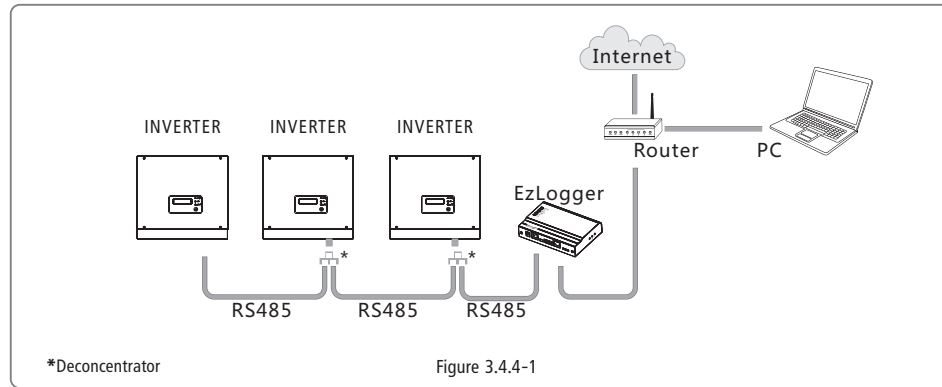 Internet
INVERTER INVERTER INVERTER
Router PC
EzLogger
* *
RS485 RS485 RS485
*Deconcentrator Figure 3.4.4-1